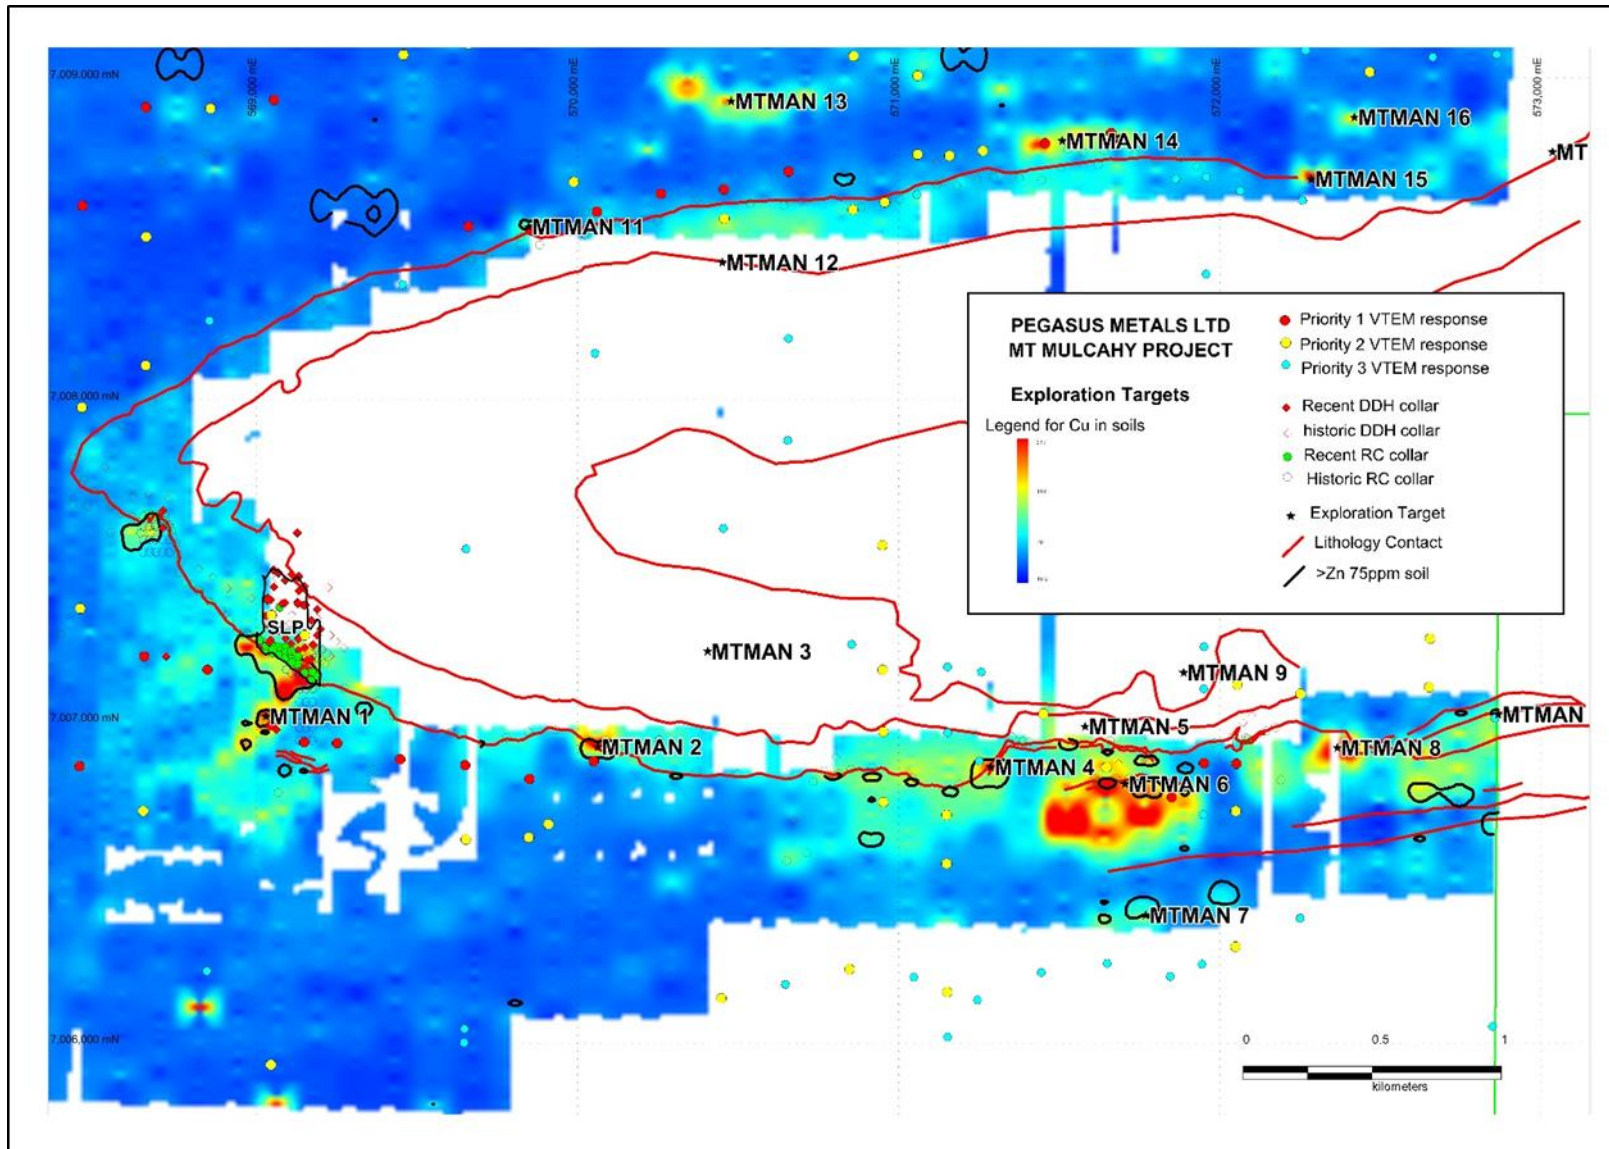 7,009,000 mN
569,000 mE
570,000 mE
571,000 mE
572,000 mE
573,000 mE
MTMAN 13
MTMAN 16
MTMAN 14
MT
MTMAN 15
MTMAN 11
MTMAN 12
PEGASUS METALS LTD
MT MULCAHY PROJECT
Exploration Targets
Legend for Cu in soils
Priority 1 VTEM response
Priority 2 VTEM response
Priority 3 VTEM response
Recent DDH collar
historic DDH collar
Recent RC collar
Historic RC collar
Exploration Target
Lithology Contact
>Zn 75ppm soil
7,008,000 mN
SLP
MTMAN 3
MTMAN 9
7,007,000 mN
MTMAN 1
MTMAN 2
MTMAN 5
MTMAN
MTMAN 8
MTMAN 4
MTMAN 6
MTMAN 7
7,006,000 mN
0 0.5 1
kilometers